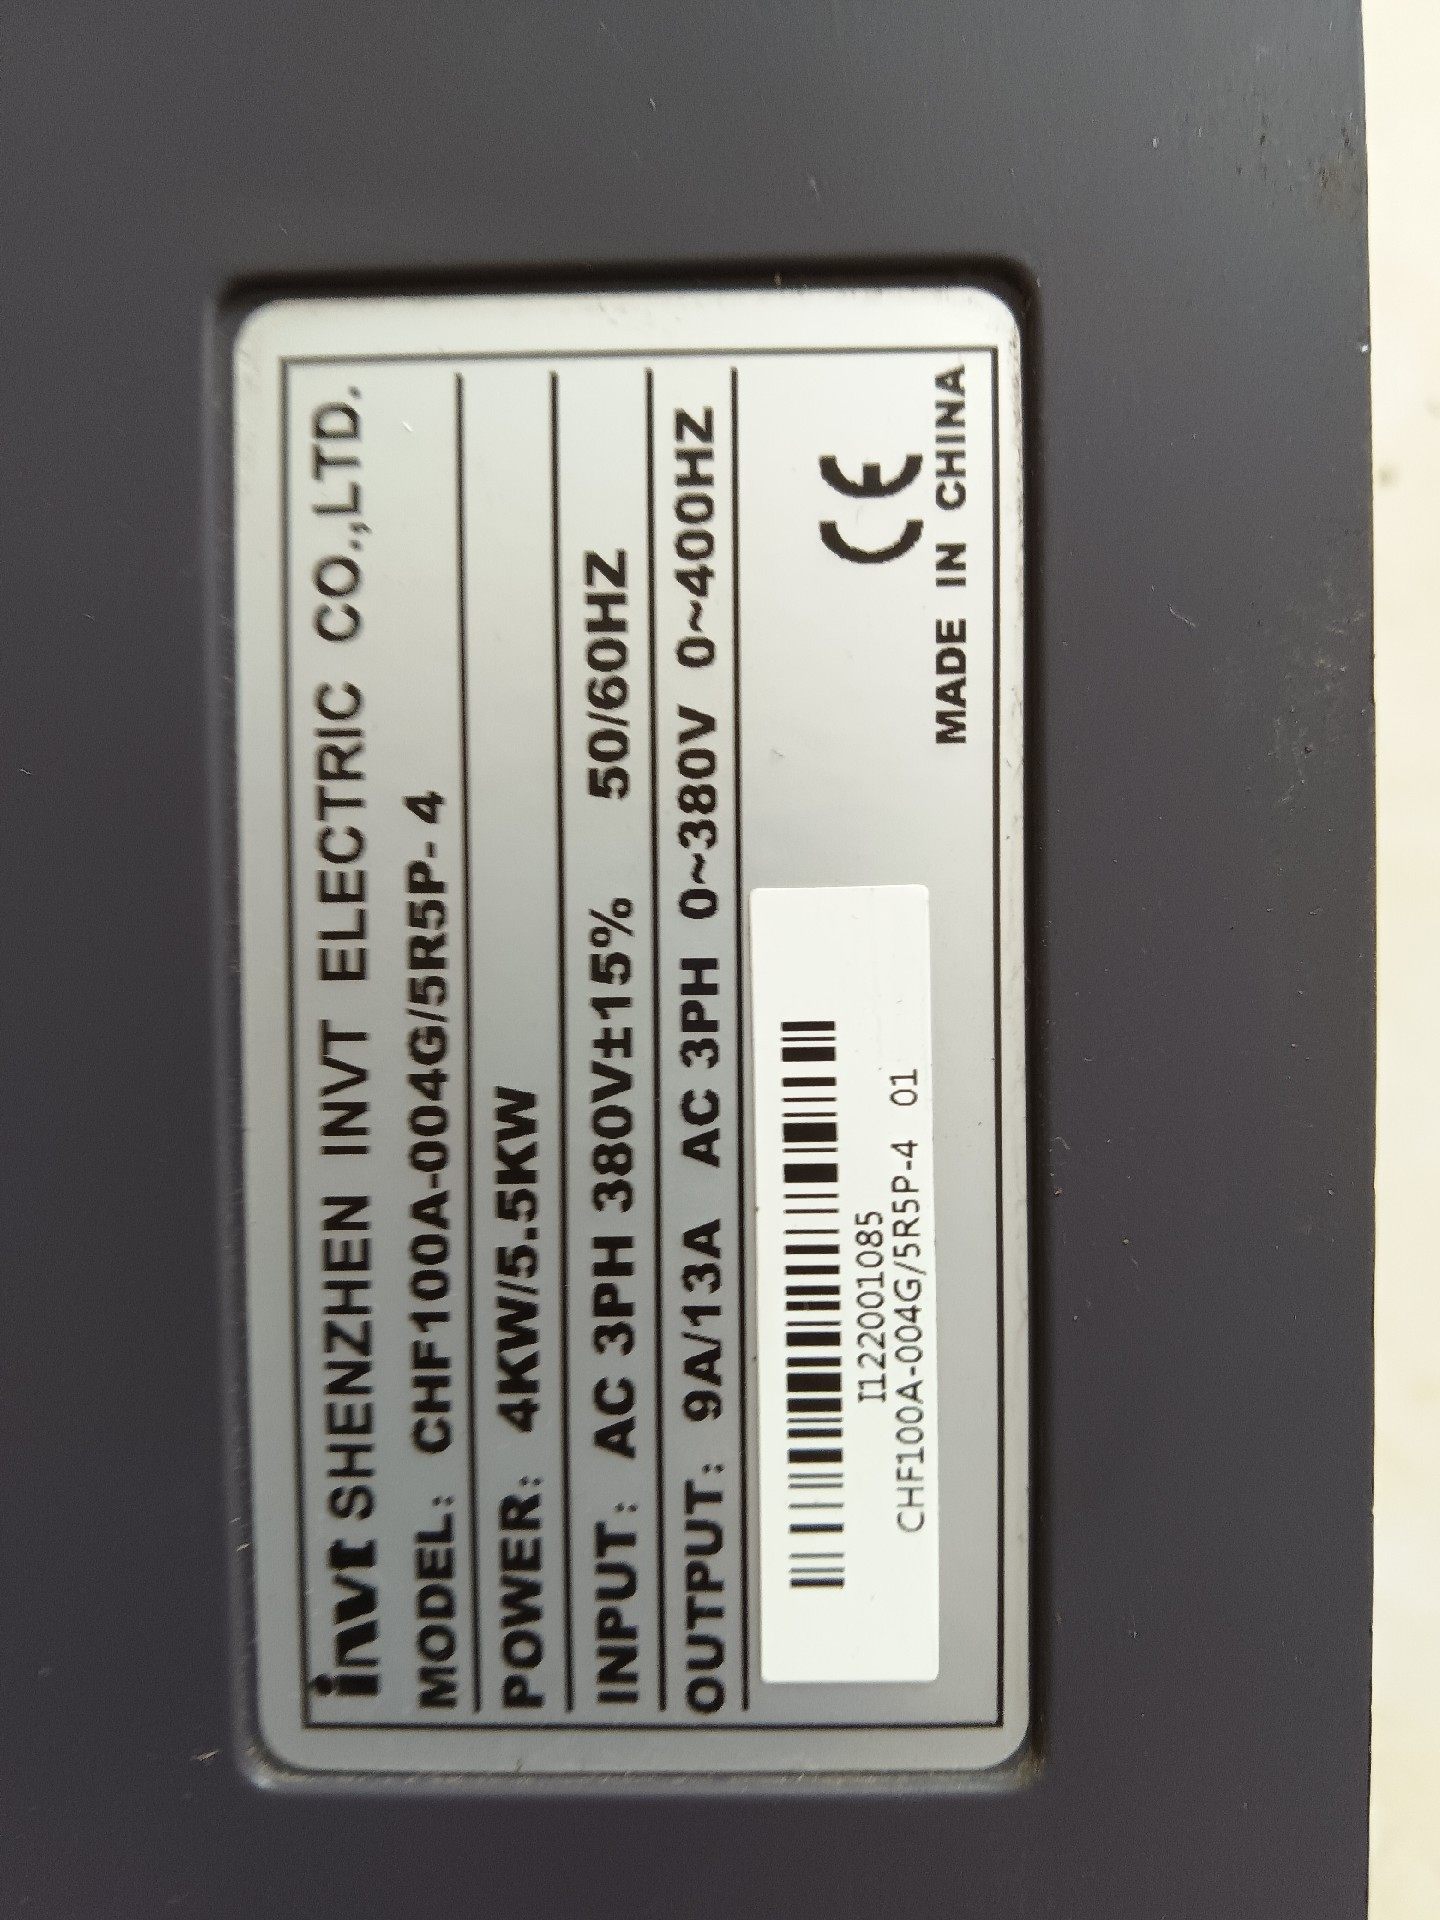 invt SHENZHEN INVT ELECTRIC CO.,LTD.
MODEL: CHF100A-004G/5R5P-4
POWER: 4KW/5.5KW
INPUT: AC 3PH 380V±15% 50/60HZ
OUTPUT: 9A/13A AC 3PH 0~380V 0~400HZ
I122001085
CHF100A-004G/5R5P-4 01
CE
MADE IN CHINA